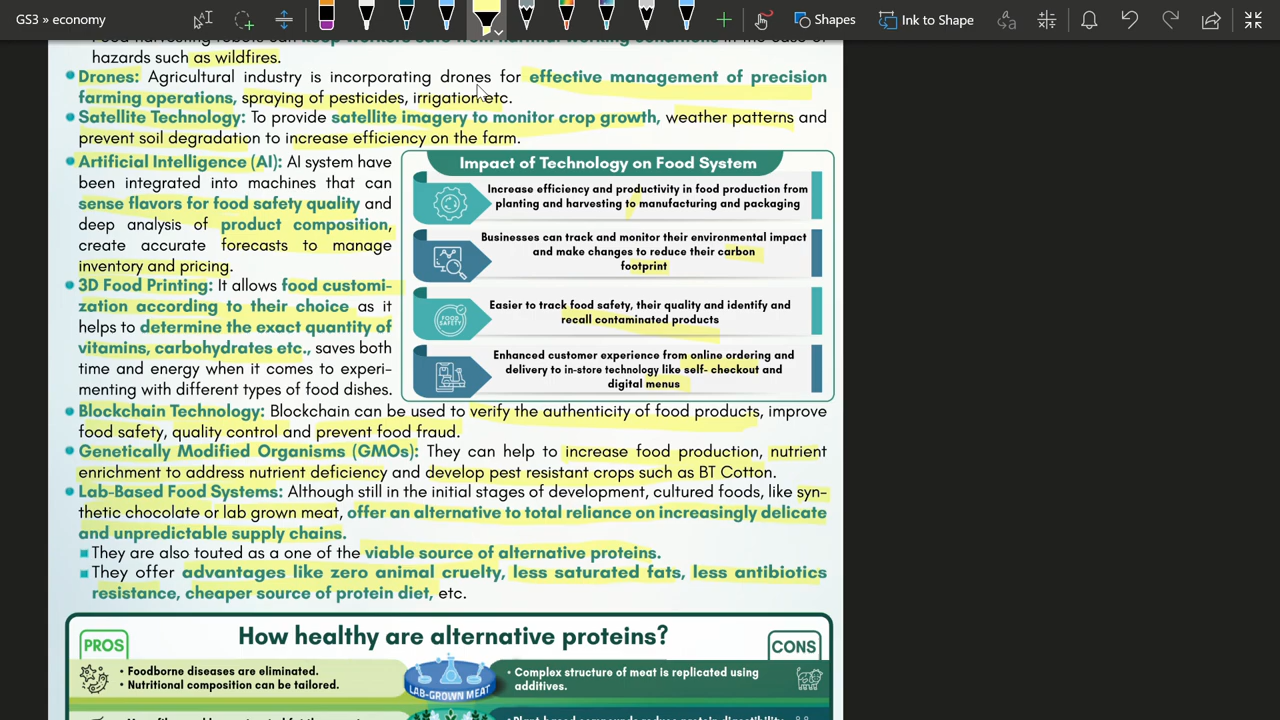 GS3 » economy
Shapes
Ink to Shape
Food harvesting robots can keep workers safe from harmful working conditions in the case of
hazards such as wildfires.
Drones: Agricultural industry is incorporating drones for effective management of precision
farming operations, spraying of pesticides, irrigation etc.
Satellite Technology: To provide satellite imagery to monitor crop growth, weather patterns and
prevent soil degradation to increase efficiency on the farm.
Artificial Intelligence (AI): AI system have
been integrated into machines that can
sense flavors for food safety quality and
deep analysis of product composition,
create accurate forecasts to manage
inventory and pricing.
3D Food Printing: It allows food customi-
zation according to their choice as it
helps to determine the exact quantity of
vitamins, carbohydrates etc., saves both
time and energy when it comes to experi-
menting with different types of food dishes.
Impact of Technology on Food System
Increase efficiency and productivity in food production from
planting and harvesting to manufacturing and packaging
Businesses can track and monitor their environmental impact
and make changes to reduce their carbon
footprint
FOOD
SAFETY
Easier to track food safety, their quality and identify and
recall contaminated products
Enhanced customer experience from online ordering and
delivery to in-store technology like self- checkout and
digital menus
Blockchain Technology: Blockchain can be used to verify the authenticity of food products, improve
food safety, quality control and prevent food fraud.
Genetically Modified Organisms (GMOs): They can help to increase food production, nutrient
enrichment to address nutrient deficiency and develop pest resistant crops such as BT Cotton.
Lab-Based Food Systems: Although still in the initial stages of development, cultured foods, like syn-
thetic chocolate or lab grown meat, offer an alternative to total reliance on increasingly delicate
and unpredictable supply chains.
They are also touted as a one of the viable source of alternative proteins.
They offer advantages like zero animal cruelty, less saturated fats, less antibiotics
resistance, cheaper source of protein diet, etc.
How healthy are alternative proteins?
PROS
CONS
• Foodborne diseases are eliminated.
• Nutritional composition can be tailored.
LAB-GROWN MEAT
• Complex structure of meat is replicated using
additives.